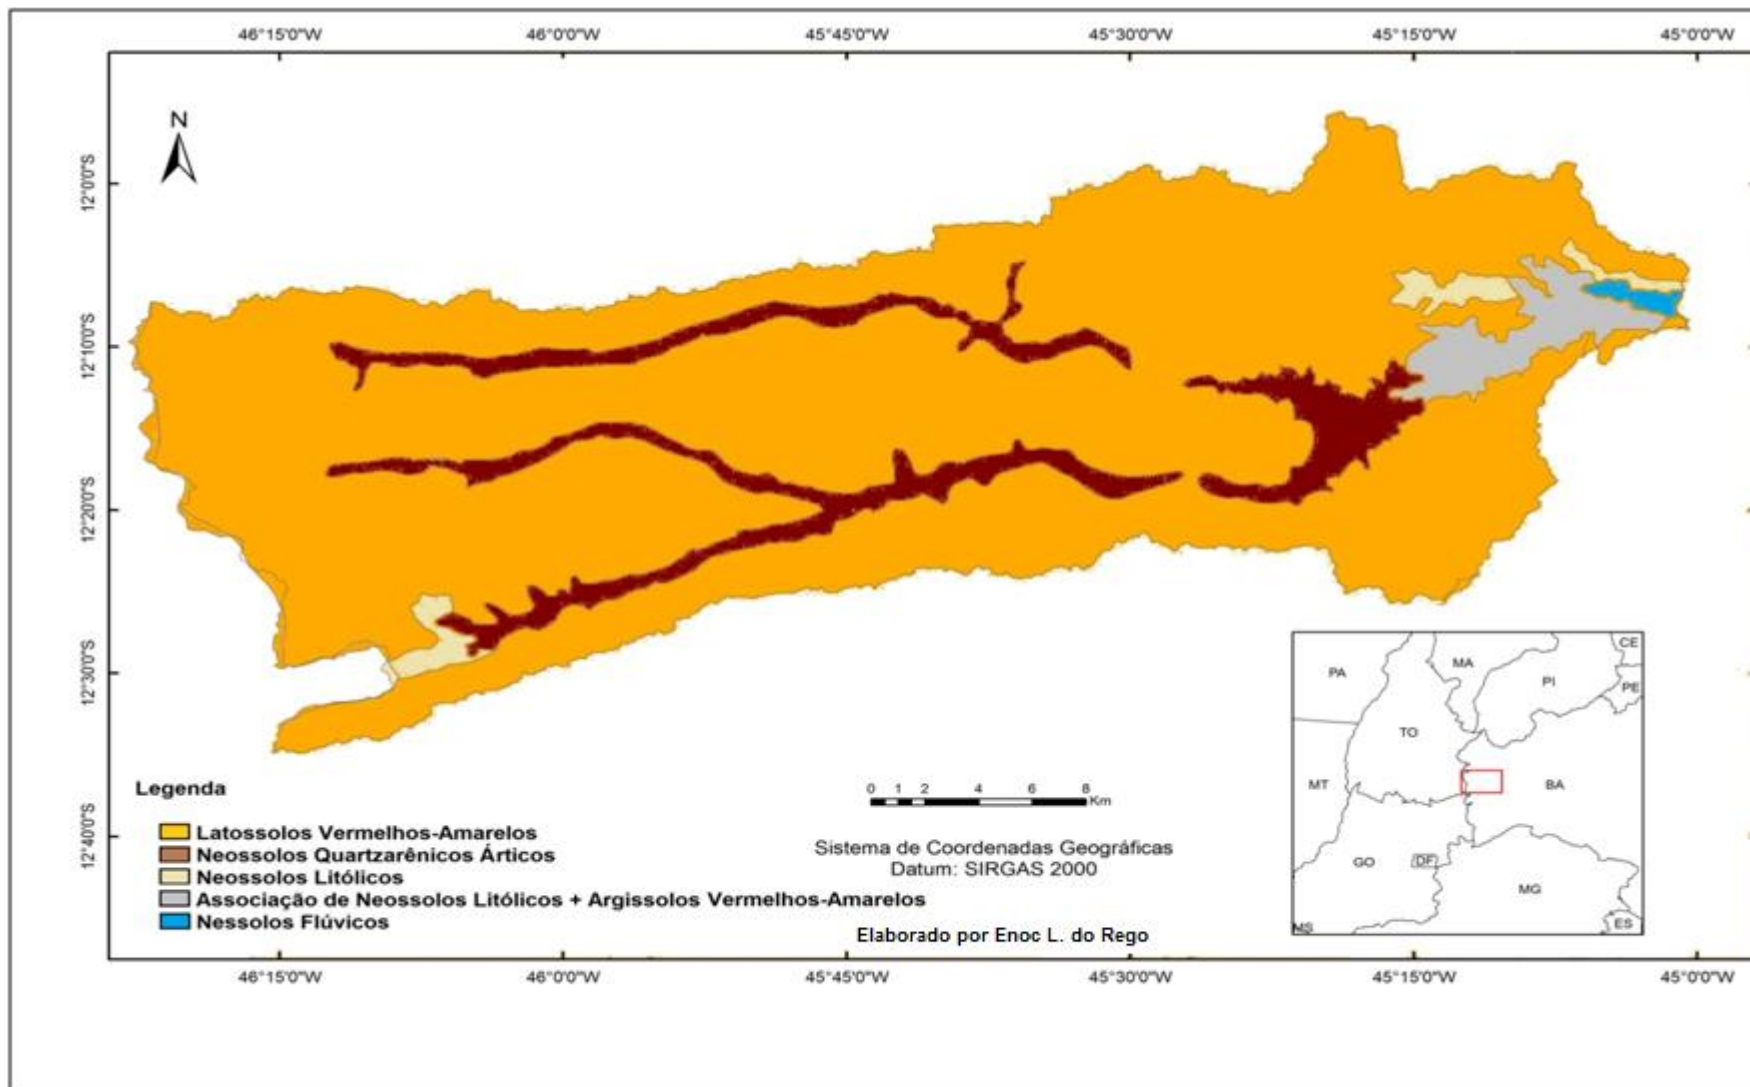 46°15'0"W 46°0'0"W 45°45'0"W 45°30'0"W 45°15'0"W 45°0'0"W
N
12°0'0"S
12°10'0"S
12°20'0"S
12°30'0"S
12°40'0"S
Legenda
Latossolos Vermelhos-Amarelos
Neossolos Quartzarênicos Árticos
Neossolos Litólicos
Associação de Neossolos Litólicos + Argissolos Vermelhos-Amarelos
Nessolos Flúvicos
0 1 2 4 6 8
Km
Sistema de Coordenadas Geográficas
Datum: SIRGAS 2000
Elaborado por Enoc L. do Rego
PA MA PI CE
PE
TO
MT BA
GO DF MG
MS ES
46°15'0"W 46°0'0"W 45°45'0"W 45°30'0"W 45°15'0"W 45°0'0"W